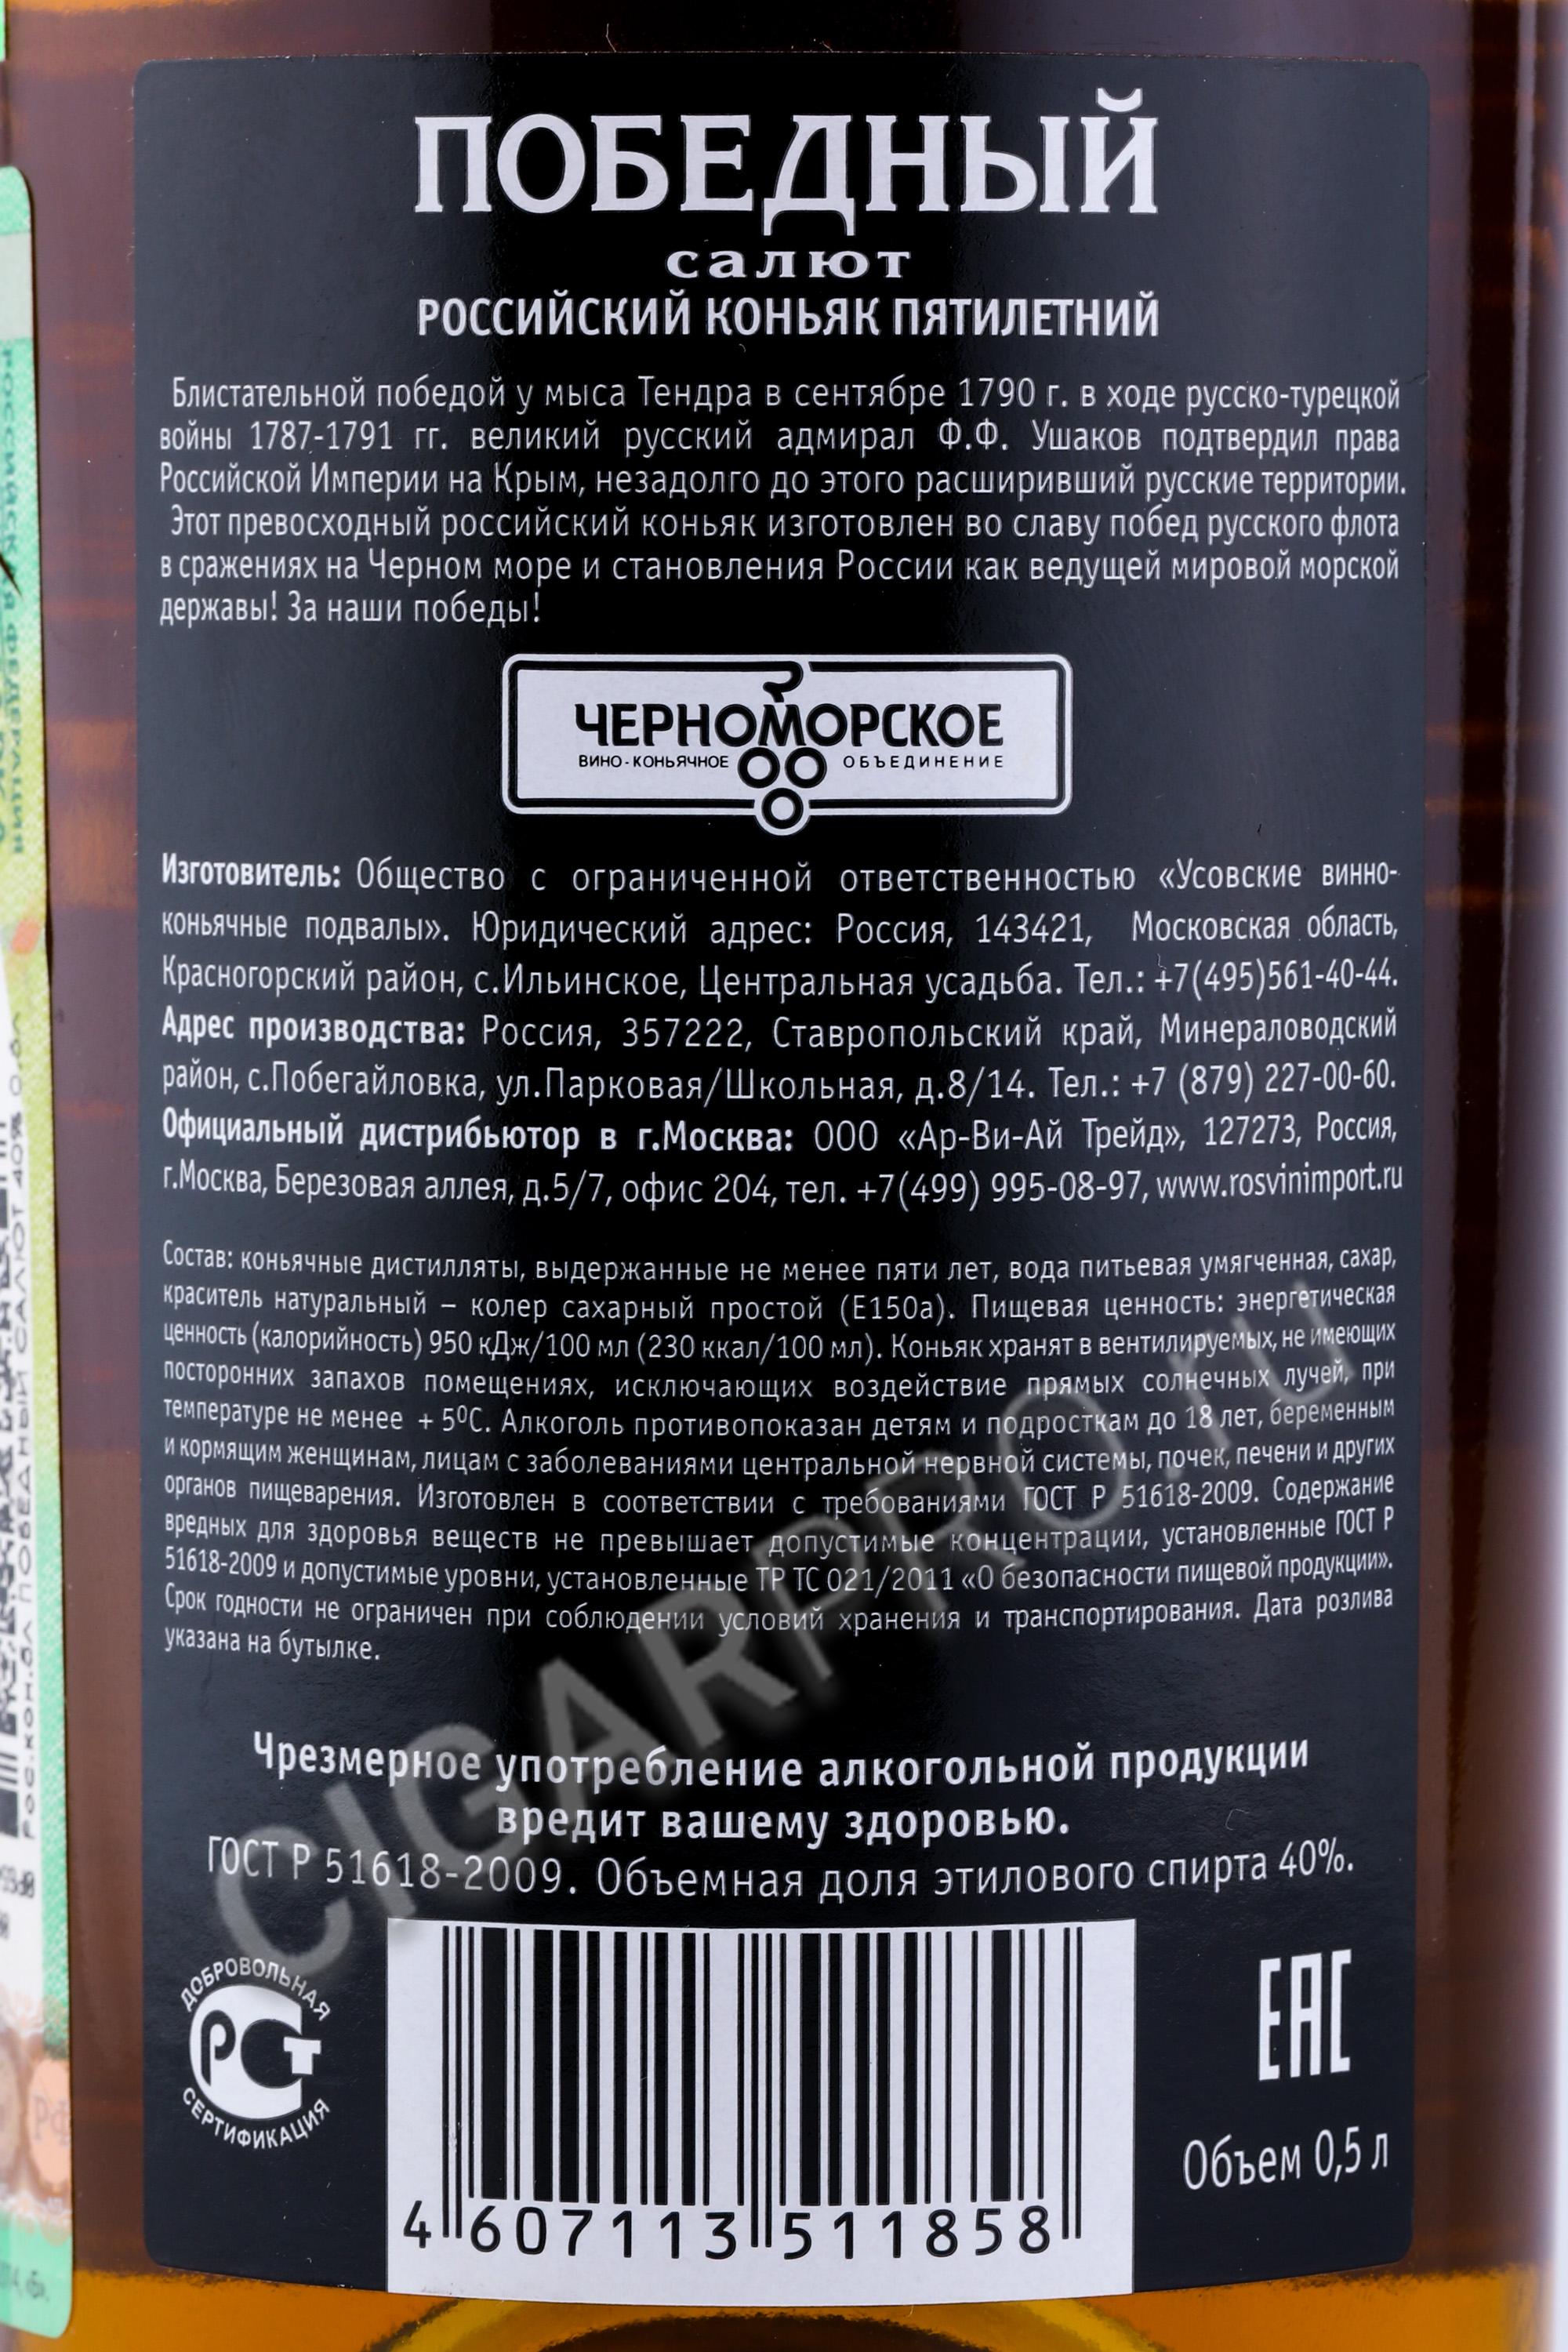 ПОБЕДНЫЙ
салют
РОССИЙСКИЙ КОНЬЯК ПЯТИЛЕТНИЙ
Блистательной победой у мыса Тендра в сентябре 1790 г. в ходе русско-турецкой
войны 1787-1791 гг. великий русский адмирал Ф.Ф. Ушаков подтвердил права
Российской Империи на Крым, незадолго до этого расширивший русские территории.
Этот превосходный российский коньяк изготовлен во славу побед русского флота
в сражениях на Черном море и становления России как ведущей мировой морской
державы! За наши победы!
ЧЕРНОМОРСКОЕ
ВИНО-КОНЬЯЧНОЕ ОБЪЕДИНЕНИЕ
Изготовитель: Общество с ограниченной ответственностью «Усовские винно-
коньячные подвалы». Юридический адрес: Россия, 143421, Московская область,
Красногорский район, с.Ильинское, Центральная усадьба. Тел.: +7(495)561-40-44.
Адрес производства: Россия, 357222, Ставропольский край, Минераловодский
район, с.Побегайловка, ул.Парковая/Школьная, д.8/14. Тел.: +7 (879) 227-00-60.
Официальный дистрибьютор в г.Москва: ООО «Ар-Ви-Ай Трейд», 127273, Россия,
г.Москва, Березовая аллея, д.5/7, офис 204, тел. +7(499) 995-08-97, www.rosvinimport.ru
Состав: коньячные дистилляты, выдержанные не менее пяти лет, вода питьевая умягченная, сахар,
краситель натуральный – колер сахарный простой (Е150а). Пищевая ценность: энергетическая
ценность (калорийность) 950 кДж/100 мл (230 ккал/100 мл). Коньяк хранят в вентилируемых, не имеющих
посторонних запахов помещениях, исключающих воздействие прямых солнечных лучей, при
температуре не менее + 5⁰С. Алкоголь противопоказан детям и подросткам до 18 лет, беременным
и кормящим женщинам, лицам с заболеваниями центральной нервной системы, почек, печени и других
органов пищеварения. Изготовлен в соответствии с требованиями ГОСТ Р 51618-2009. Содержание
вредных для здоровья веществ не превышает допустимые концентрации, установленные ГОСТ Р
51618-2009 и допустимые уровни, установленные ТР ТС 021/2011 «О безопасности пищевой продукции».
Срок годности не ограничен при соблюдении условий хранения и транспортирования. Дата розлива
указана на бутылке.
Чрезмерное употребление алкогольной продукции
вредит вашему здоровью.
ГОСТ Р 51618-2009. Объемная доля этилового спирта 40%.
ДОБРОВОЛЬНАЯ
РСТ
СЕРТИФИКАЦИЯ
4 607113 511858
ЕАС
Объем 0,5 л
CIGARPRO.ru
РОССИЙСКАЯ ФЕДЕРАЦИЯ
РОС.КОН.5Л ПОБЕДНЫЙ САЛЮТ 40% 0.5Л
РФ